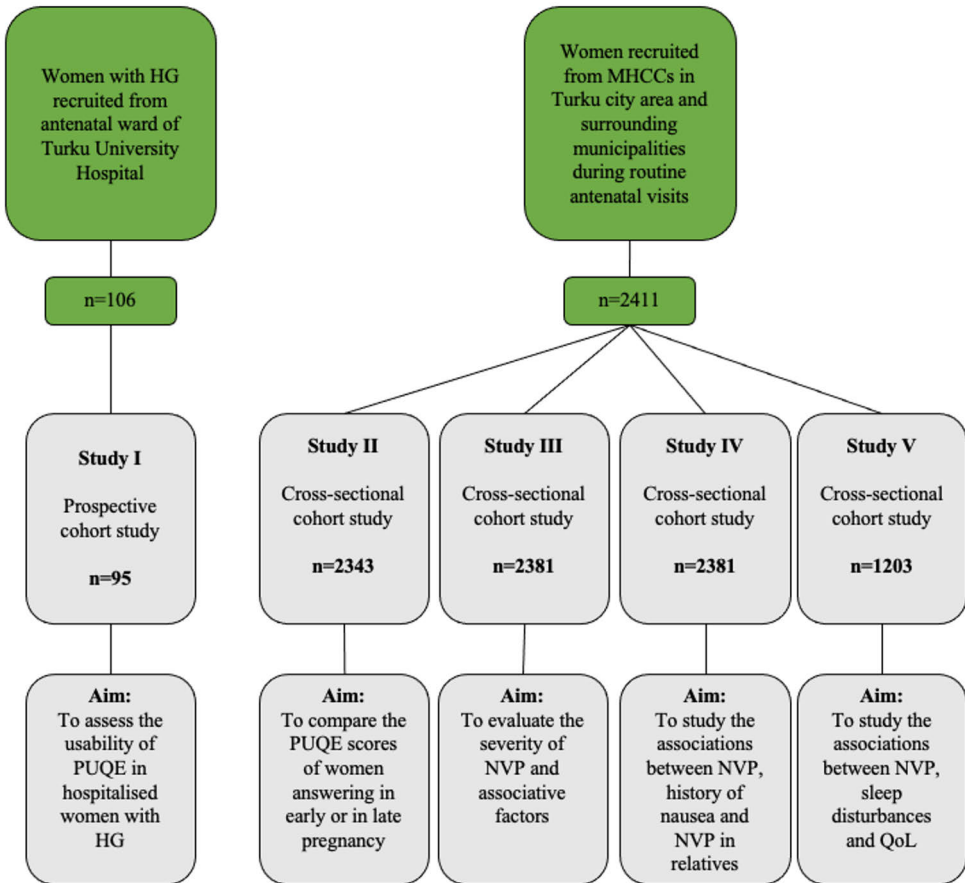 Women with HG
recruited from
antenatal ward of
Turku University
Hospital
Women recruited
from MHCCs in
Turku city area and
surrounding
municipalities
during routine
antenatal visits
n=106
n=2411
Study I
Prospective
cohort study
n=95
Study II
Cross-sectional
cohort study
n=2343
Study III
Cross-sectional
cohort study
n=2381
Study IV
Cross-sectional
cohort study
n=2381
Study V
Cross-sectional
cohort study
n=1203
Aim:
To assess the
usability of
PUQE in
hospitalised
women with
HG
Aim:
To compare the
PUQE scores
of women
answering in
early or in late
pregnancy
Aim:
To evaluate the
severity of
NVP and
associative
factors
Aim:
To study the
associations
between NVP,
history of
nausea and
NVP in
relatives
Aim:
To study the
associations
between NVP,
sleep
disturbances
and QoL